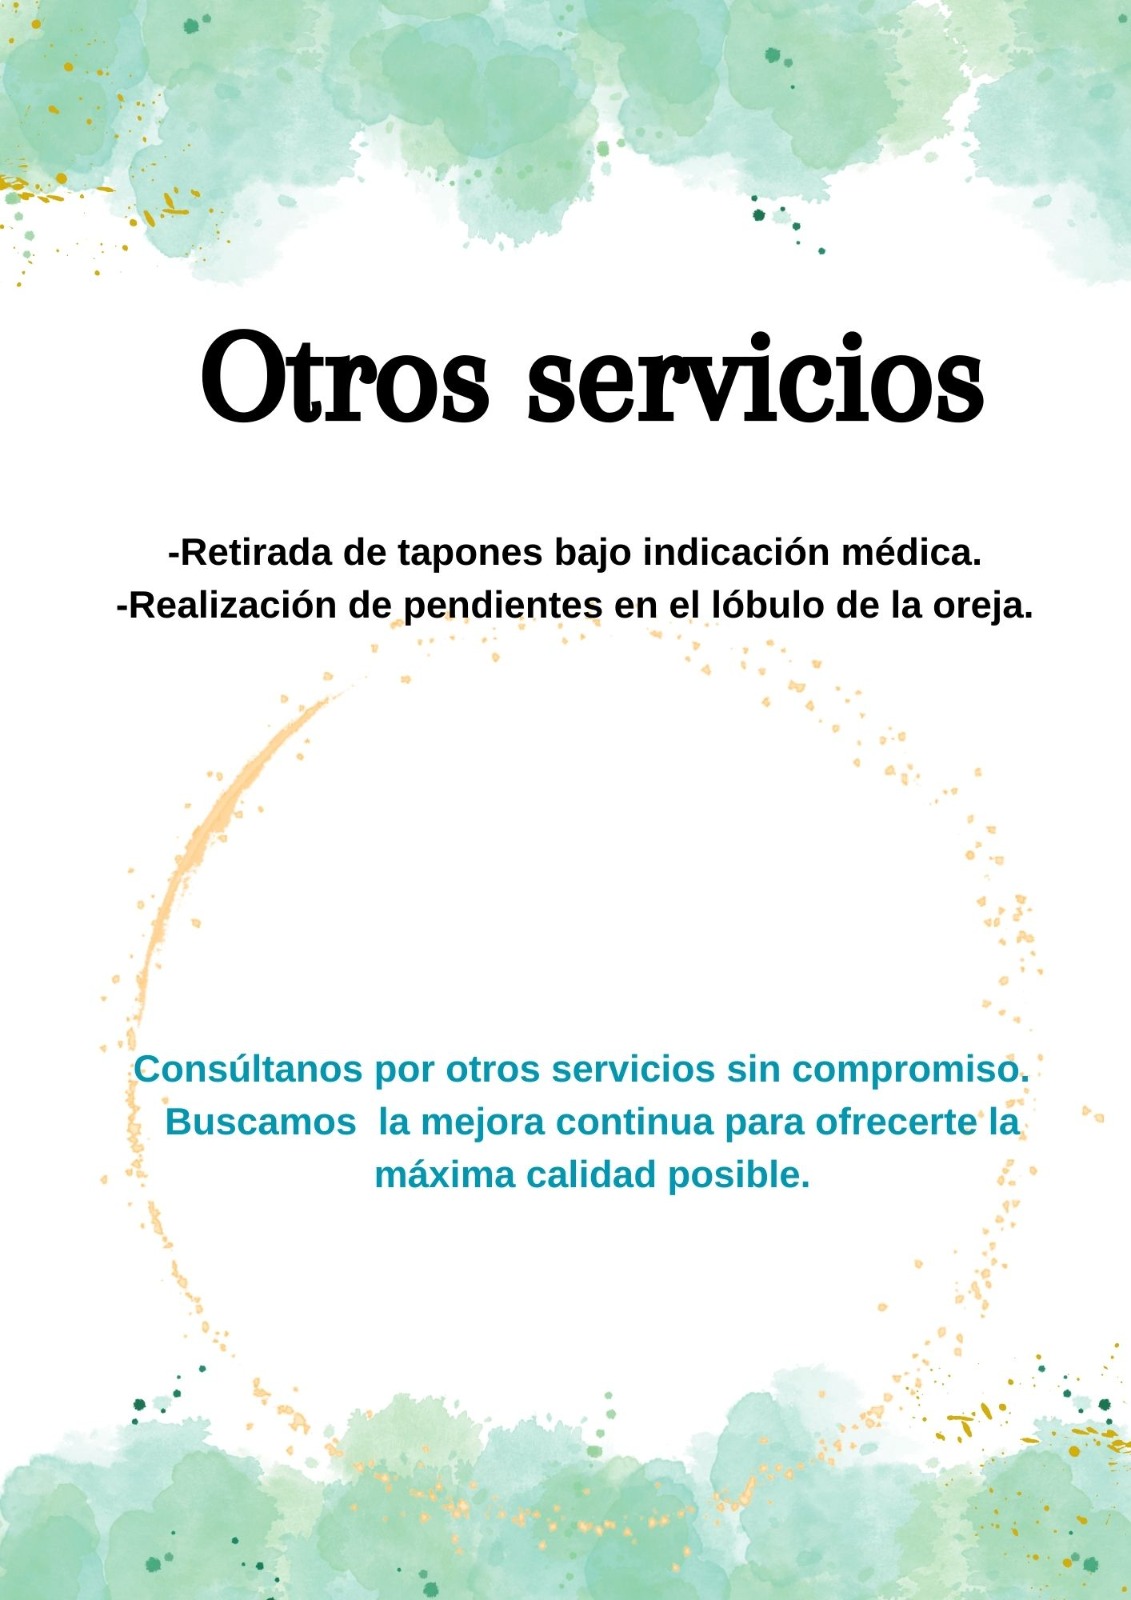 Otros servicios
-Retirada de tapones bajo indicación médica.
-Realización de pendientes en el lóbulo de la oreja.
Consúltanos por otros servicios sin compromiso.
Buscamos  la mejora continua para ofrecerte la
máxima calidad posible.